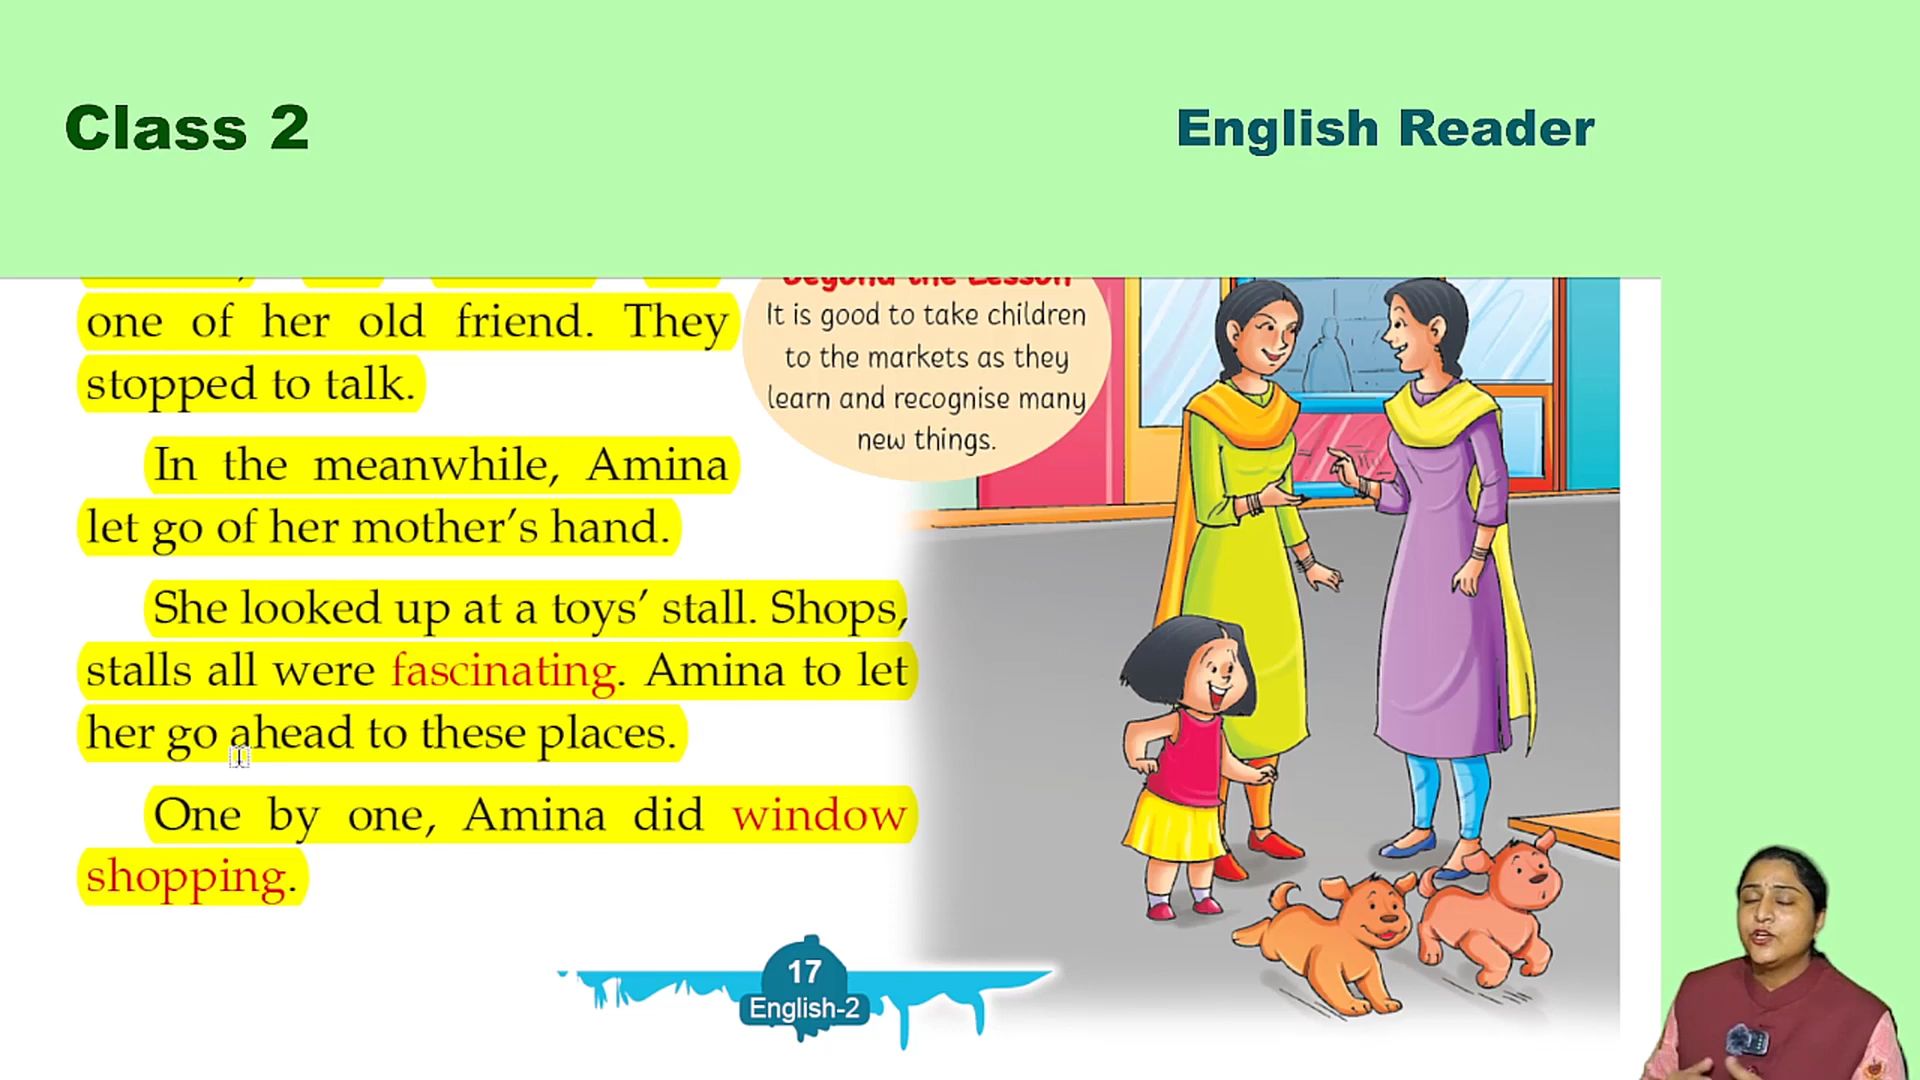 Class 2
English Reader
one of her old friend. They
stopped to talk.
In the meanwhile, Amina
let go of her mother’s hand.
She looked up at a toys’ stall. Shops,
stalls all were fascinating. Amina to let
her go ahead to these places.
One by one, Amina did window
shopping.
Beyond the Lesson
It is good to take children
to the markets as they
learn and recognise many
new things.
17
English-2